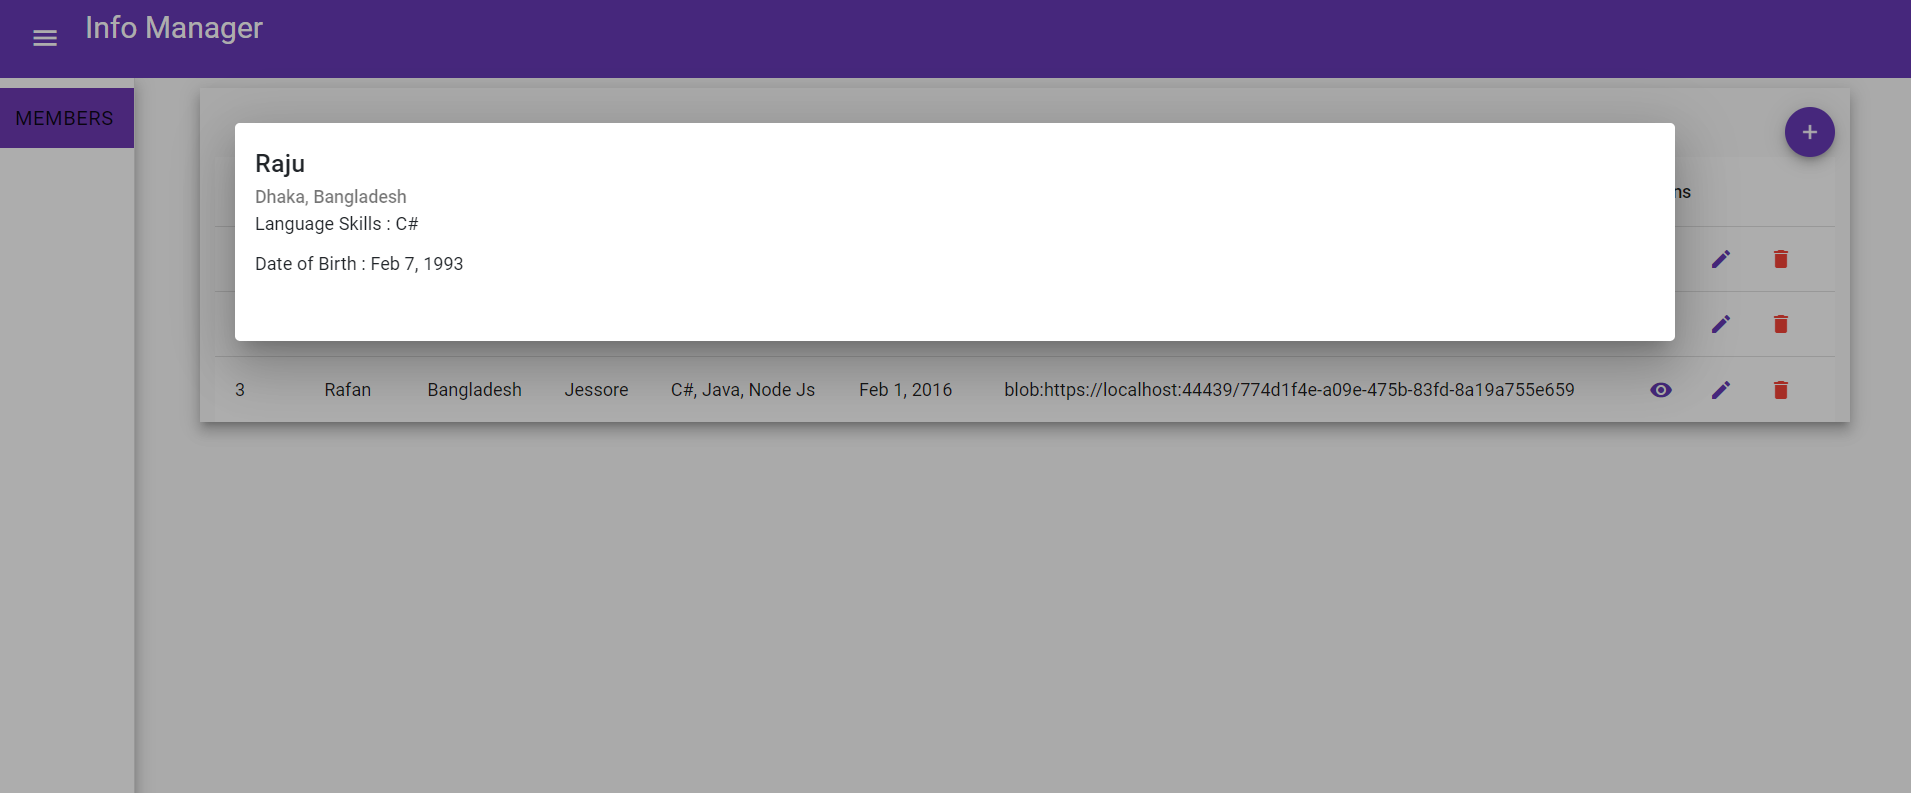 Info Manager
MEMBERS
Raju
Dhaka, Bangladesh
Language Skills : C#
Date of Birth : Feb 7, 1993
3 Rafan Bangladesh Jessore C#, Java, Node Js Feb 1, 2016 blob:https://localhost:44439/774d1f4e-a09e-475b-83fd-8a19a755e659